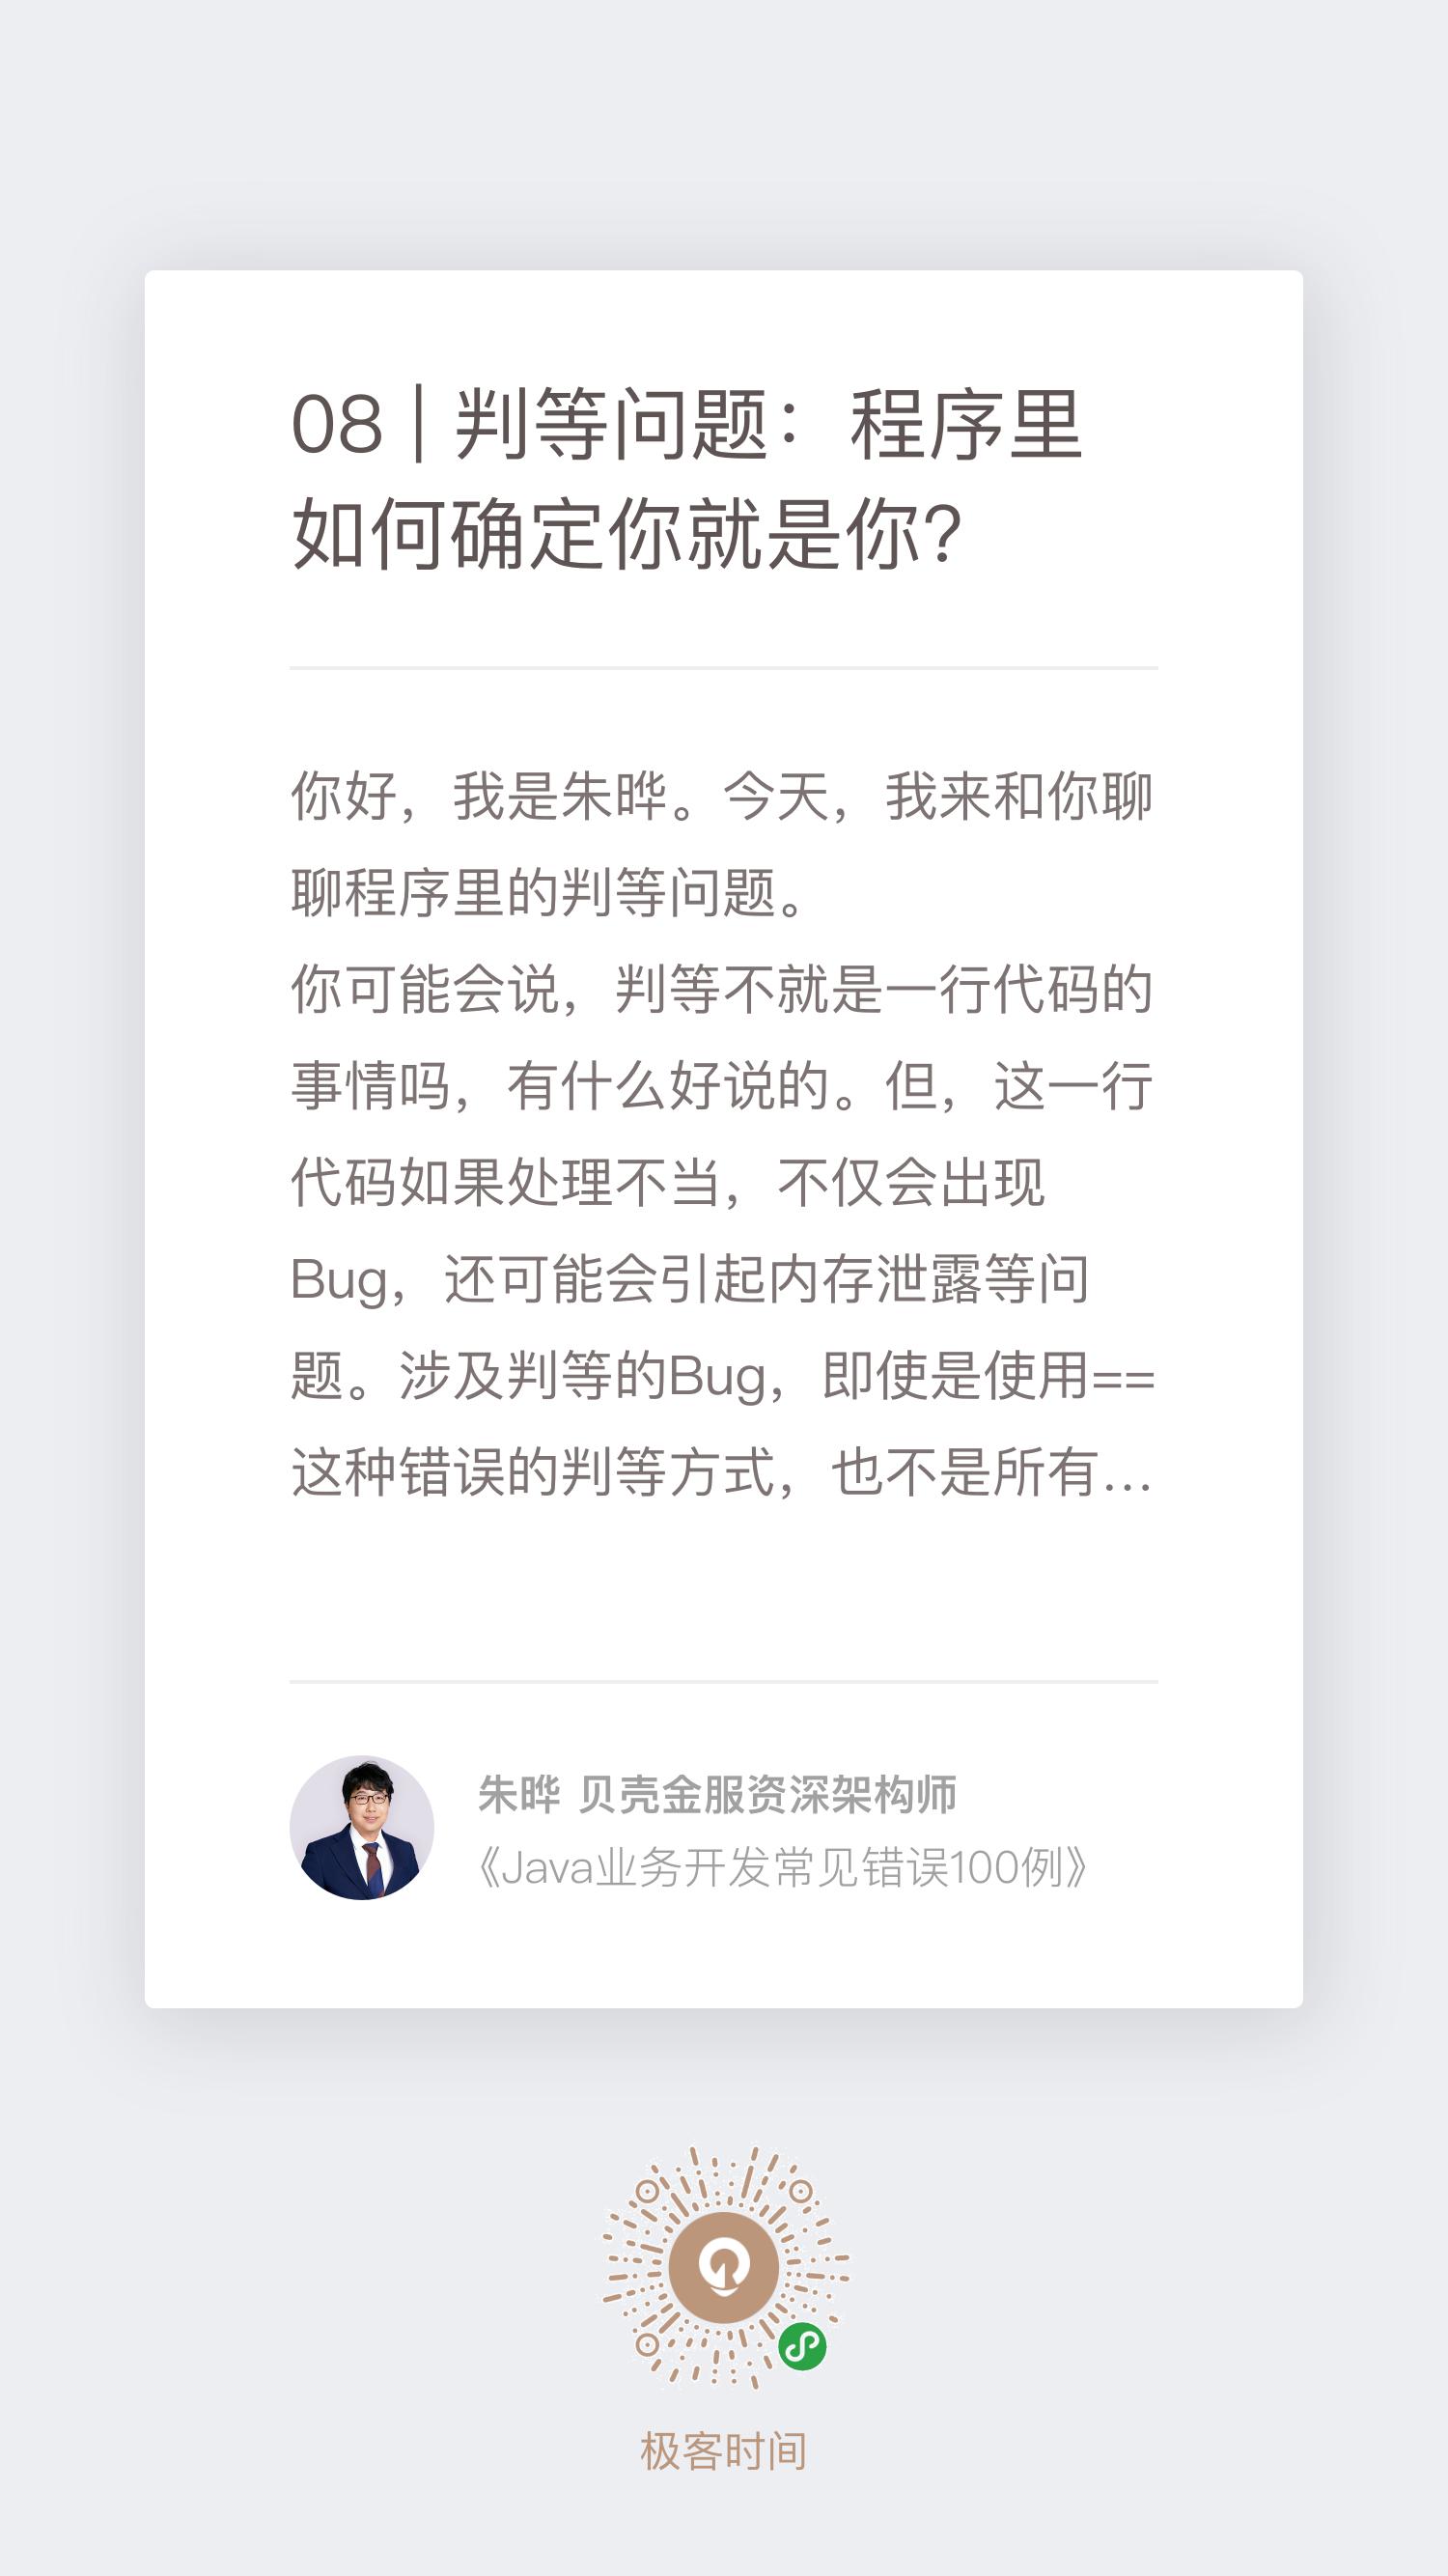 08 | 判等问题：程序里
如何确定你就是你？
你好，我是朱晔。今天，我来和你聊
聊程序里的判等问题。
你可能会说，判等不就是一行代码的
事情吗，有什么好说的。但，这一行
代码如果处理不当，不仅会出现
Bug，还可能会引起内存泄露等问
题。涉及判等的Bug，即使是使用==
这种错误的判等方式，也不是所有...
朱晔 贝壳金服资深架构师
《Java业务开发常见错误100例》
极客时间